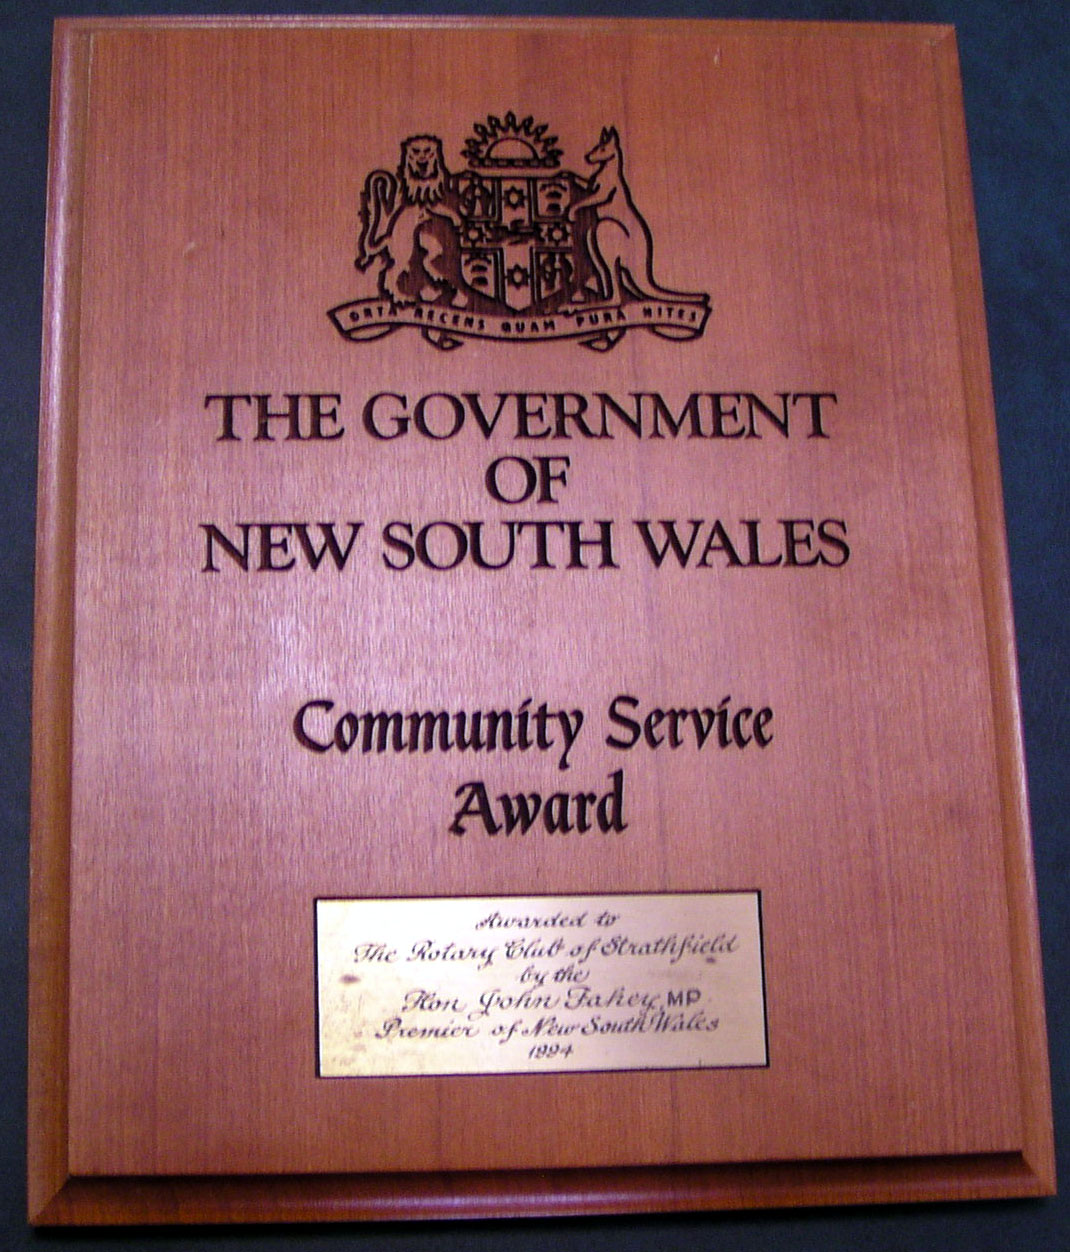 ORTA RECENS QUAM PURA NITES
THE GOVERNMENT
OF
NEW SOUTH WALES
Community Service
Award
Awarded to
The Rotary Club of Strathfield
by the
Hon John Fahey, MP
Premier of New South Wales
1994